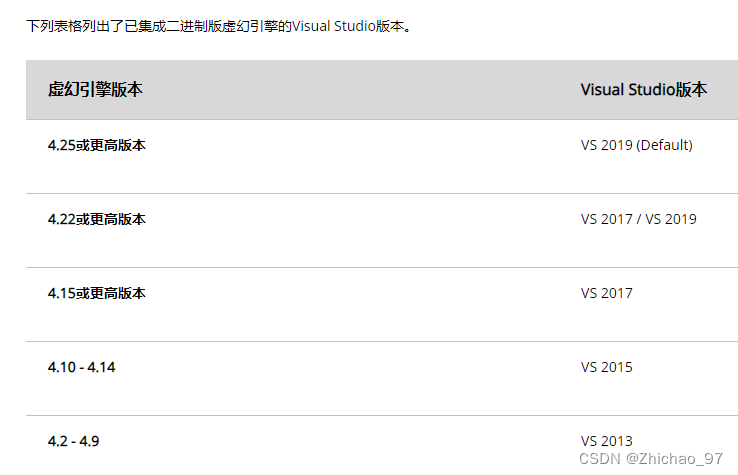 下列表格列出了已集成二进制版虚幻引擎的Visual Studio版本。
虚幻引擎版本 Visual Studio版本
4.25或更高版本 VS 2019 (Default)
4.22或更高版本 VS 2017 / VS 2019
4.15或更高版本 VS 2017
4.10 - 4.14 VS 2015
4.2 - 4.9 VS 2013
CSDN @Zhichao_97